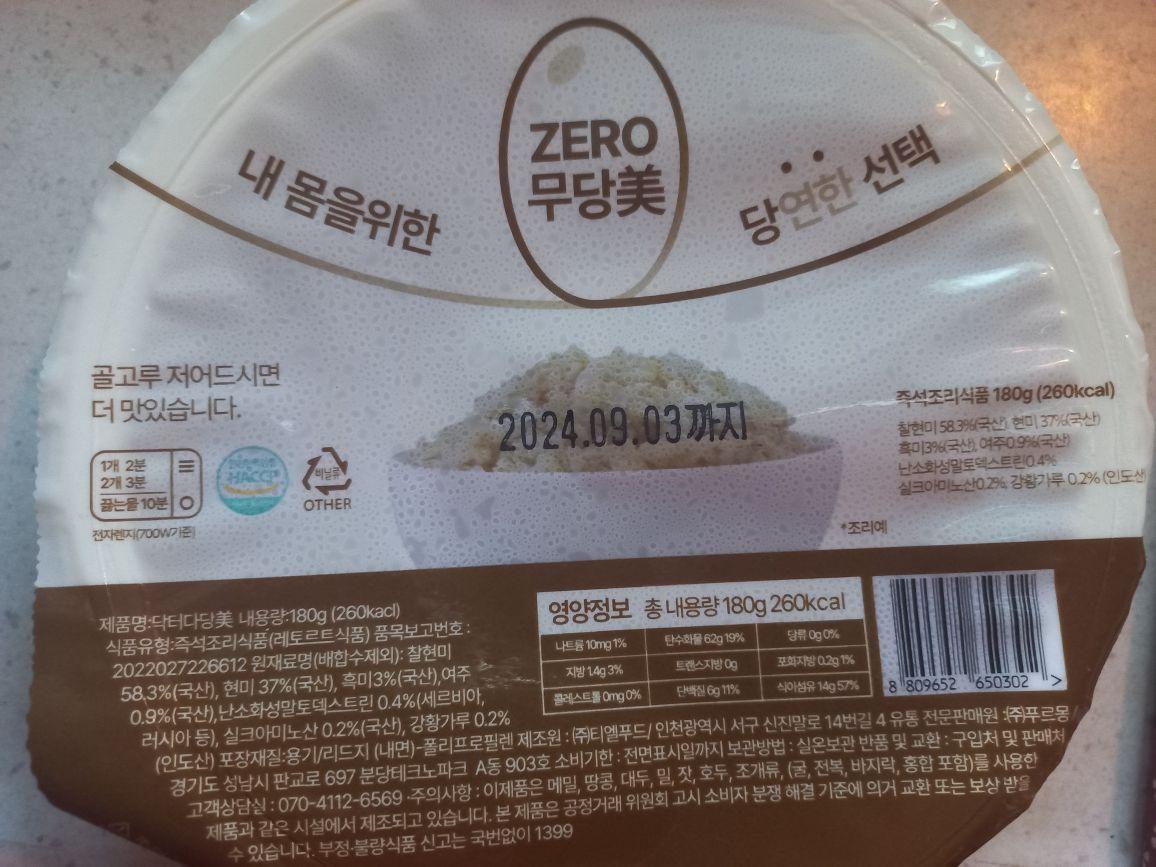 ZERO
무당美
내 몸을위한
당연한 선택
골고루 저어드시면
더 맛있습니다.
2024.09.03까지
즉석조리식품 180g (260kcal)
찰현미 58.3%(국산), 현미 37%(국산)
흑미3%(국산), 여주0.9%(국산)
난소화성말토덱스트린0.4%
실크아미노산0.2%, 강황가루 0.2% (인도산)
1개 2분
2개 3분
끓는물 10분
전자렌지(700W기준)
HACCP
비닐류
OTHER
*조리예
제품명:닥터다당美 내용량:180g (260kacl)
식품유형:즉석조리식품(레토르트식품) 품목보고번호 :
2022027226612 원재료명(배합수제외): 찰현미
58.3%(국산), 현미 37%(국산), 흑미3%(국산),여주
0.9%(국산),난소화성말토덱스트린 0.4%(세르비아,
러시아 등), 실크아미노산 0.2%(국산), 강황가루 0.2%
(인도산) 포장재질:용기/리드지 (내면)-폴리프로필렌 제조원 : ㈜티엘푸드/ 인천광역시 서구 신진말로 14번길 4 유통 전문판매원 : ㈜푸르몽/
경기도 성남시 판교로 697 분당테크노파크 A동 903호 소비기한 : 전면표시일까지 보관방법 : 실온보관 반품 및 교환 : 구입처 및 판매처
고객상담실 : 070-4112-6569 ·주의사항 : 이제품은 메밀, 땅콩, 대두, 밀, 잣, 호두, 조개류, (굴, 전복, 바지락, 홍합 포함)를 사용한
제품과 같은 시설에서 제조되고 있습니다. 본 제품은 공정거래 위원회 고시 소비자 분쟁 해결 기준에 의거 교환 또는 보상 받을
수 있습니다. 부정·불량식품 신고는 국번없이 1399
영양정보 총 내용량 180g 260kcal
나트륨 10mg 1% 탄수화물 62g 19% 당류 0g 0%
지방 1.4g 3% 트랜스지방 0g 포화지방 0.2g 1%
콜레스트롤 0mg 0% 단백질 6g 11% 식이섬유 14g 57%
8 809652 650302 >